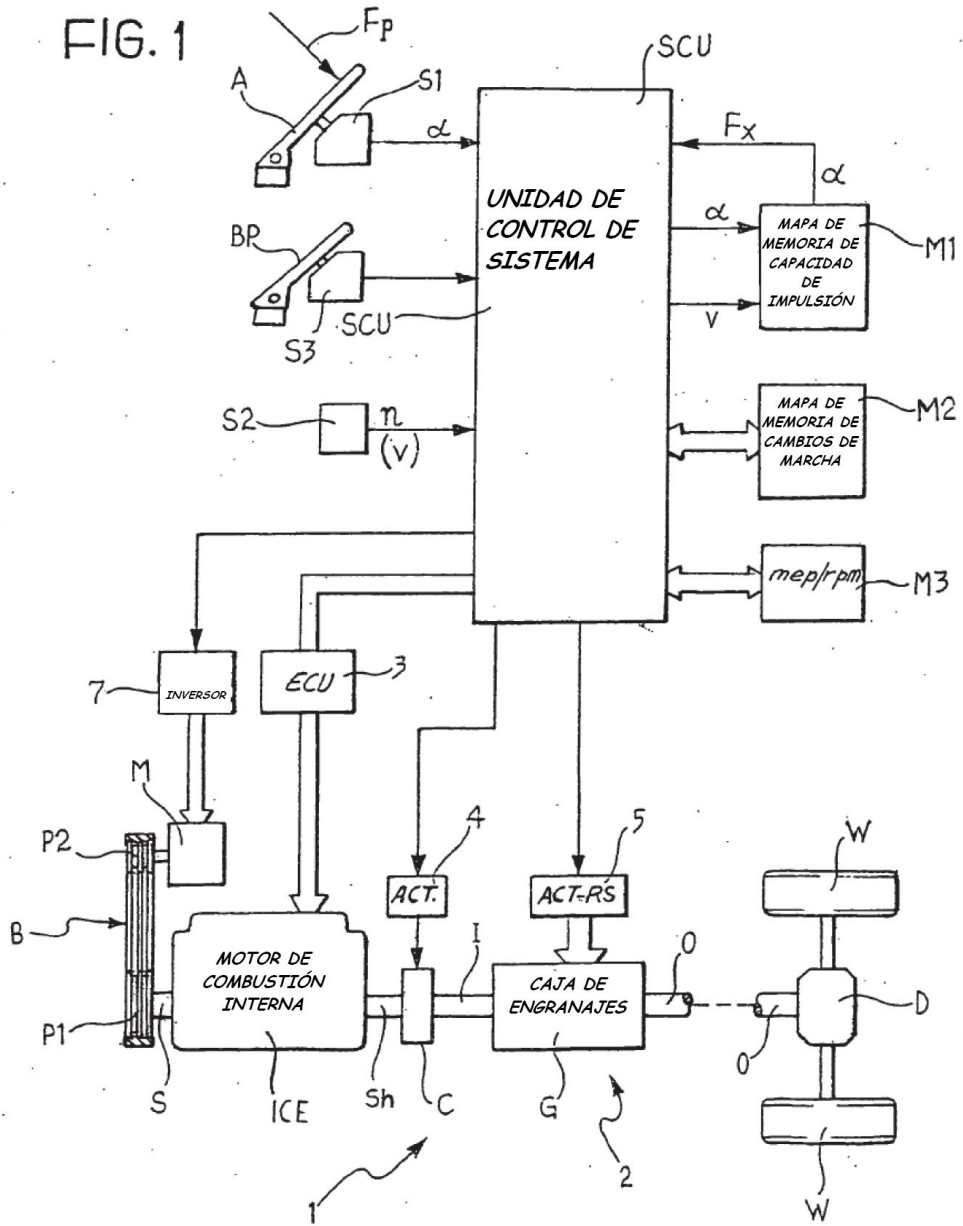 FIG. 1
Fp
A
S1
α
SCU
Fx
α
UNIDAD DE
CONTROL DE
SISTEMA
α
MAPA DE
MEMORIA DE
CAPACIDAD
DE
IMPULSIÓN
M1
BP
S3
SCU
v
S2
n
(v)
MAPA DE
MEMORIA DE
CAMBIOS DE
MARCHA
M2
mep/rpm
M3
7
INVERSOR
ECU
3
M
P2
B
4
5
ACT.
ACT-RS
W
MOTOR DE
COMBUSTIÓN
INTERNA
I
CAJA DE
ENGRANAJES
O
D
P1
S
ICE
Sh
C
G
O
1
2
W